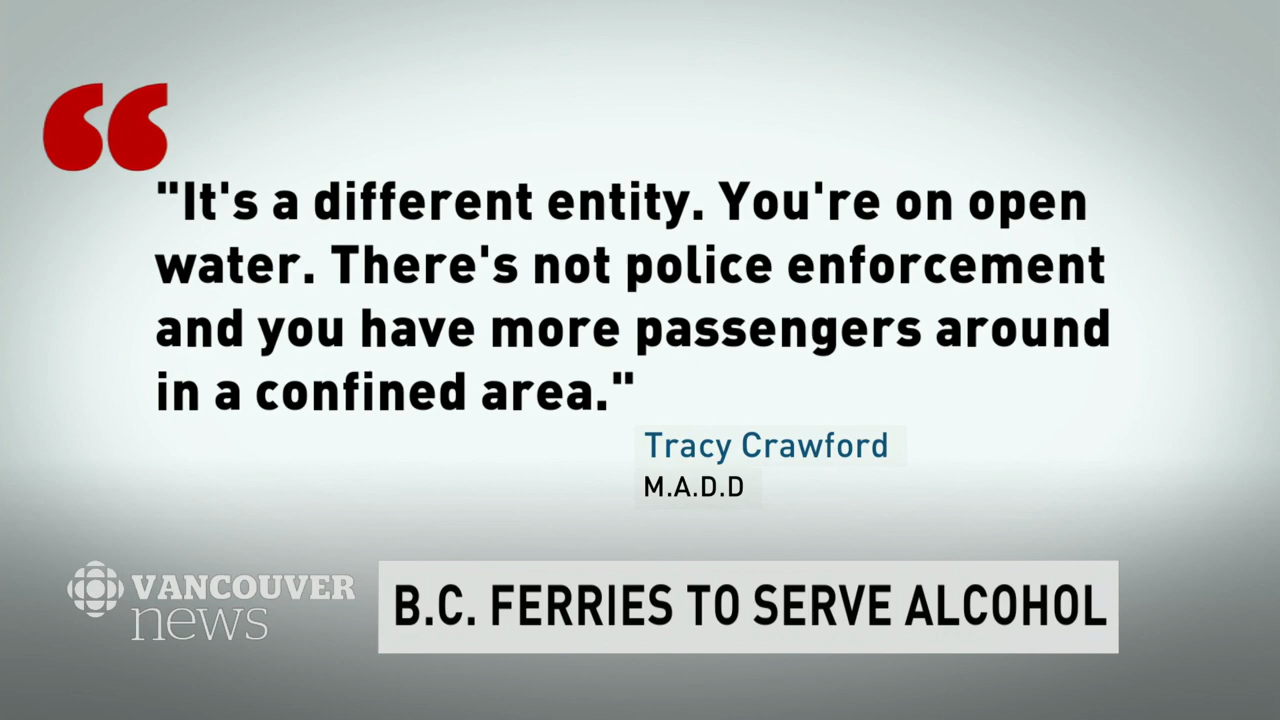 "It's a different entity. You're on open
water. There's not police enforcement
and you have more passengers around
in a confined area."
Tracy Crawford
M.A.D.D
VANCOUVER
news
B.C. FERRIES TO SERVE ALCOHOL